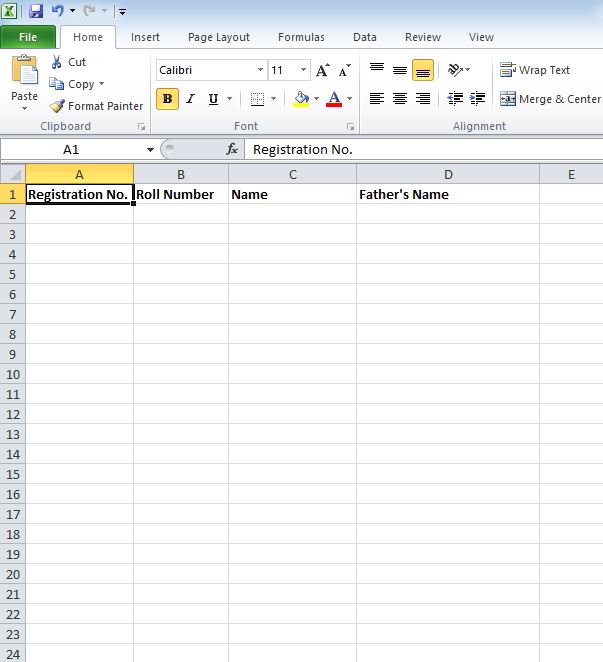 File Home Insert Page Layout Formulas Data Review View
Cut
Copy
Format Painter
Paste
Calibri 11 A A
B I U A
Wrap Text
Merge & Center
Clipboard Font Alignment
A1 fx Registration No.
A B C D E
1 Registration No. Roll Number Name Father's Name
2
3
4
5
6
7
8
9
10
11
12
13
14
15
16
17
18
19
20
21
22
23
24